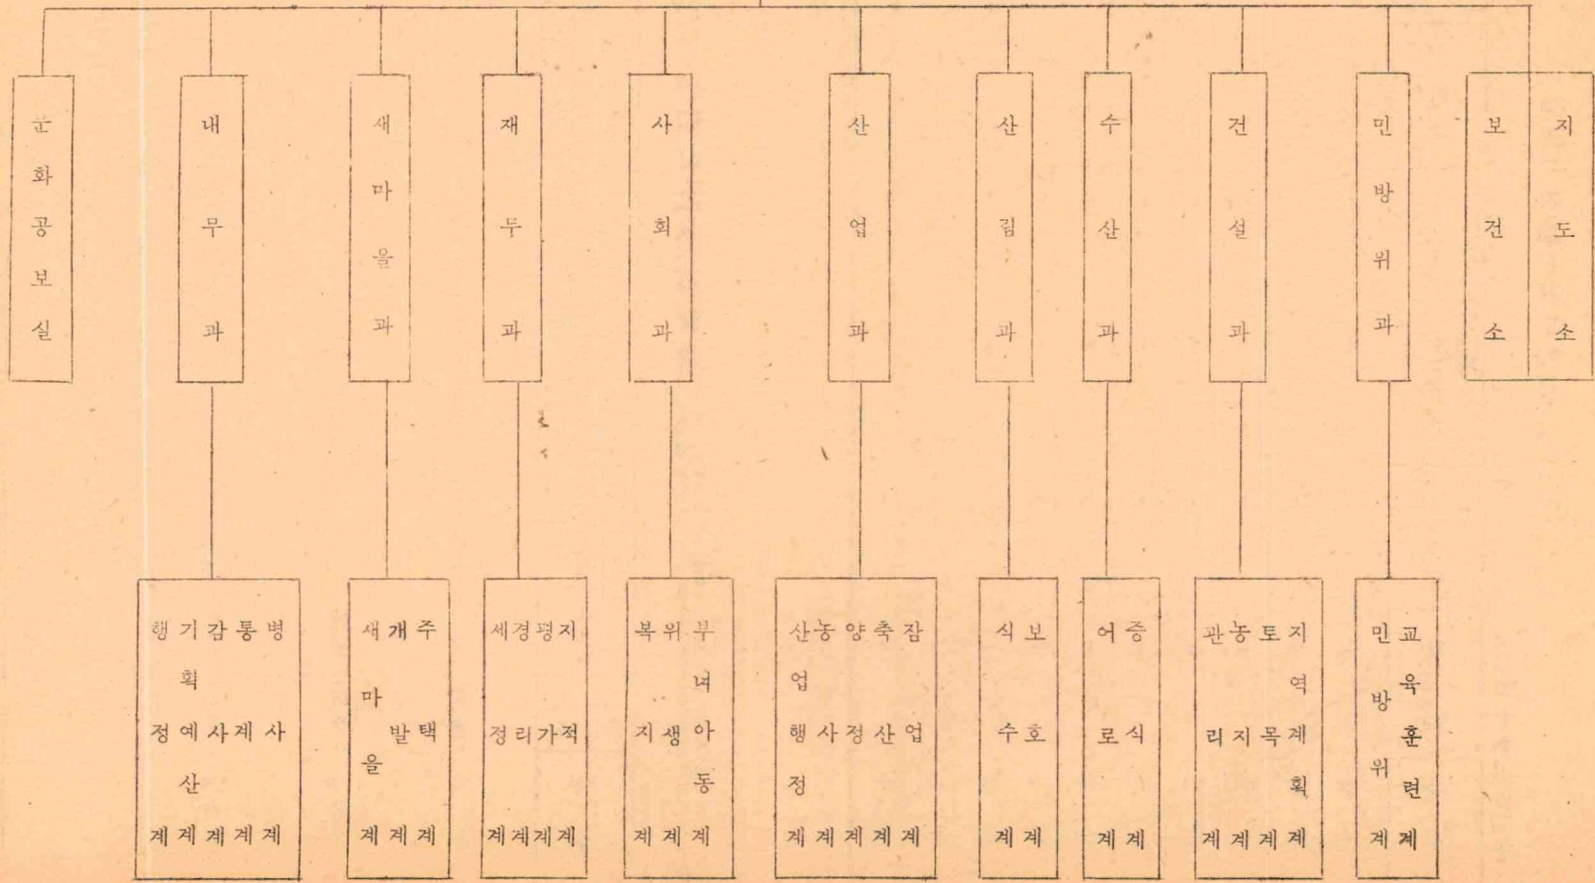 문화공보실
내무과
새마을과
재무과
사회과
산업과
산림과
수산과
건설과
민방위과
보건소
지도소
행정계
기획예산계
감사계
통계계
병사계
새마을계
개발계
주택계
세정계
경리계
평가계
지적계
복지계
위생계
부녀아동계
산업행정계
농사계
양정계
축산계
잠업계
식수계
보호계
어로계
증식계
관리계
농지계
토목계
지역계획계
민방위계
교육훈련계